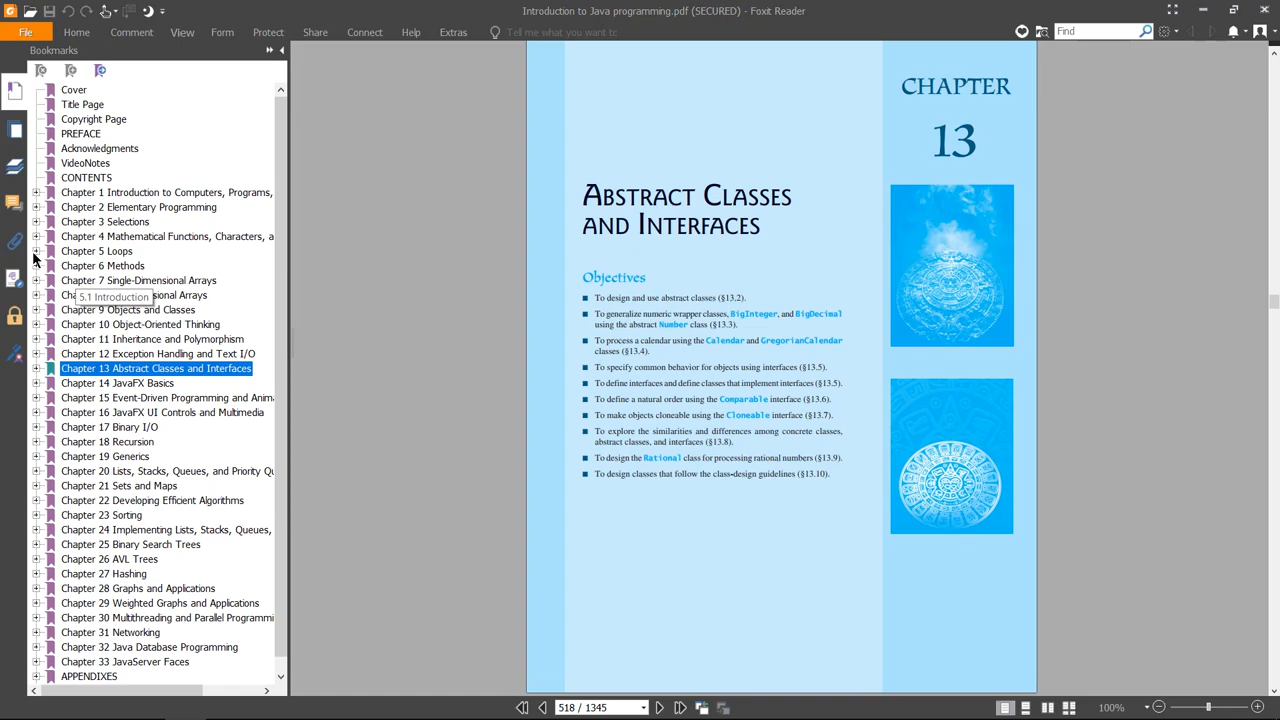 Introduction to Java programming.pdf (SECURED) - Foxit Reader
File Home Comment View Form Protect Share Connect Help Extras Tell me what you want tc Find
Bookmarks
Cover
Title Page
Copyright Page
PREFACE
Acknowledgments
VideoNotes
CONTENTS
Chapter 1 Introduction to Computers, Programs,
Chapter 2 Elementary Programming
Chapter 3 Selections
Chapter 4 Mathematical Functions, Characters, a
Chapter 5 Loops
Chapter 6 Methods
Chapter 7 Single-Dimensional Arrays
Cha sional Arrays
5.1 Introduction
Chapter 9 Objects and Classes
Chapter 10 Object-Oriented Thinking
Chapter 11 Inheritance and Polymorphism
Chapter 12 Exception Handling and Text I/O
Chapter 13 Abstract Classes and Interfaces
Chapter 14 JavaFX Basics
Chapter 15 Event-Driven Programming and Anim
Chapter 16 JavaFX UI Controls and Multimedia
Chapter 17 Binary I/O
Chapter 18 Recursion
Chapter 19 Generics
Chapter 20 Lists, Stacks, Queues, and Priority Qu
Chapter 21 Sets and Maps
Chapter 22 Developing Efficient Algorithms
Chapter 23 Sorting
Chapter 24 Implementing Lists, Stacks, Queues,
Chapter 25 Binary Search Trees
Chapter 26 AVL Trees
Chapter 27 Hashing
Chapter 28 Graphs and Applications
Chapter 29 Weighted Graphs and Applications
Chapter 30 Multithreading and Parallel Programmi
Chapter 31 Networking
Chapter 32 Java Database Programming
Chapter 33 JavaServer Faces
APPENDIXES
CHAPTER
13
ABSTRACT CLASSES
AND INTERFACES
Objectives
■ To design and use abstract classes (§13.2).
■ To generalize numeric wrapper classes, BigInteger, and BigDecimal
using the abstract Number class (§13.3).
■ To process a calendar using the Calendar and GregorianCalendar
classes (§13.4).
■ To specify common behavior for objects using interfaces (§13.5).
■ To define interfaces and define classes that implement interfaces (§13.5).
■ To define a natural order using the Comparable interface (§13.6).
■ To make objects cloneable using the Cloneable interface (§13.7).
■ To explore the similarities and differences among concrete classes,
abstract classes, and interfaces (§13.8).
■ To design the Rational class for processing rational numbers (§13.9).
■ To design classes that follow the class-design guidelines (§13.10).
518 / 1345
100%